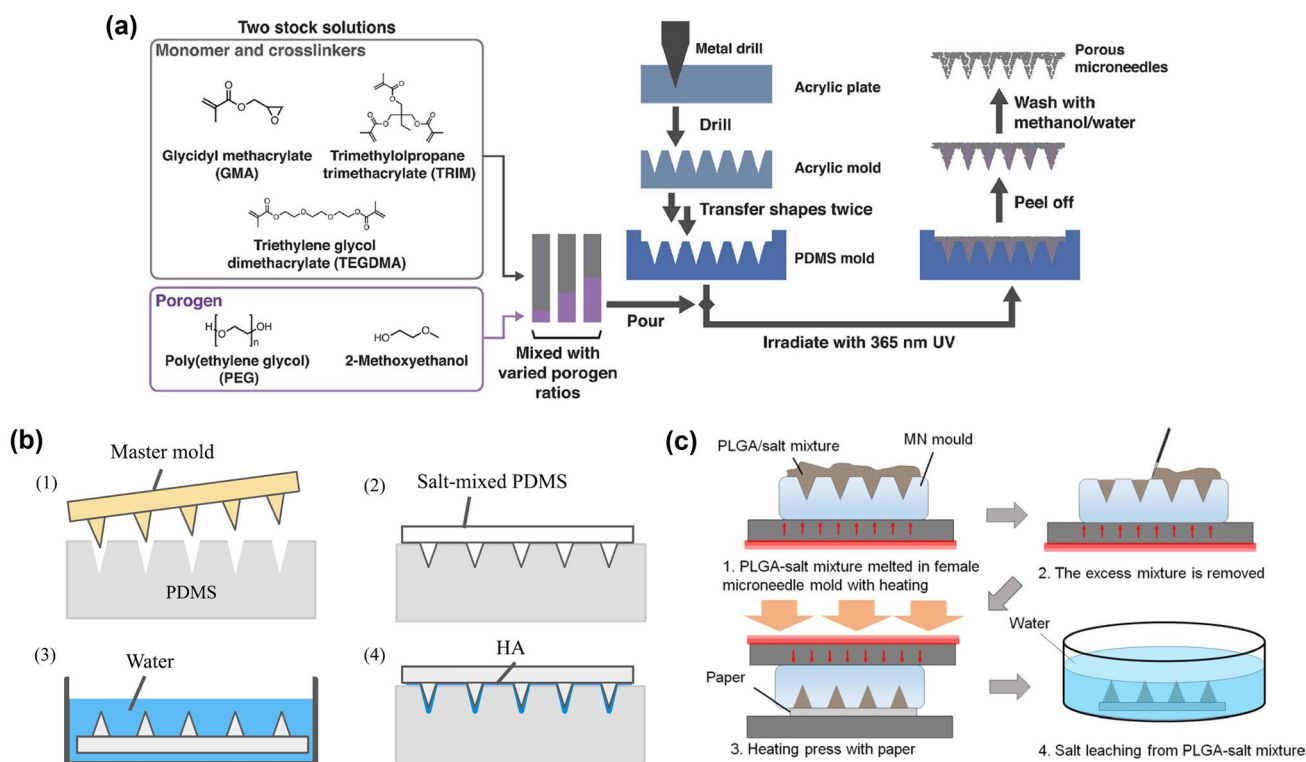 (a)
Two stock solutions
Monomer and crosslinkers
O
O
O
Glycidyl methacrylate
(GMA)
O
O
O
O
O
O
Trimethylolpropane
trimethacrylate (TRIM)
O
O
O
O
O
O
Triethylene glycol
dimethacrylate (TEGDMA)
Porogen
H
O
OH
n
Poly(ethylene glycol)
(PEG)
HO
O
2-Methoxyethanol
Mixed with
varied porogen
ratios
Pour
Metal drill
Acrylic plate
Drill
Acrylic mold
Transfer shapes twice
PDMS mold
Irradiate with 365 nm UV
Peel off
Wash with
methanol/water
Porous
microneedles
(b)
(1)
Master mold
PDMS
(2)
Salt-mixed PDMS
(3)
Water
(4)
HA
(c)
PLGA/salt mixture
MN mould
1. PLGA-salt mixture melted in female
microneedle mold with heating
2. The excess mixture is removed
Paper
3. Heating press with paper
Water
4. Salt leaching from PLGA-salt mixture